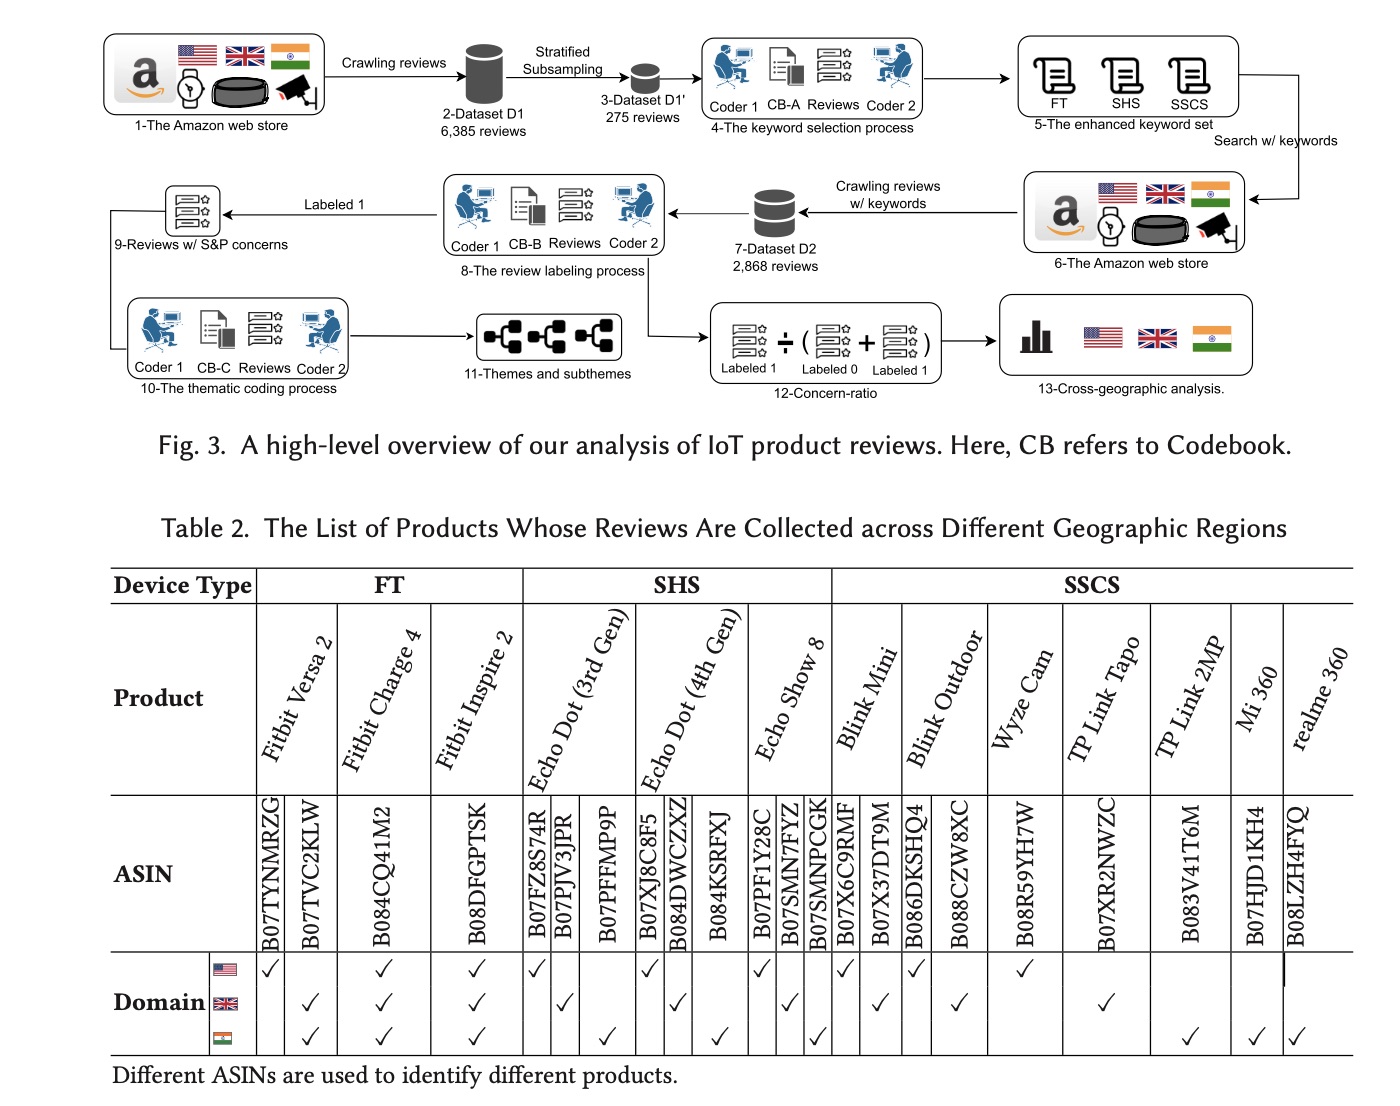 Crawling reviews
Stratified
Subsampling
1-The Amazon web store
2-Dataset D1
6,385 reviews
3-Dataset D1'
275 reviews
Coder 1 CB-A Reviews Coder 2
4-The keyword selection process
FT SHS SSCS
5-The enhanced keyword set
Search w/ keywords
9-Reviews w/ S&P concerns
Labeled 1
Coder 1 CB-B Reviews Coder 2
8-The review labeling process
7-Dataset D2
2,868 reviews
Crawling reviews
w/ keywords
a
6-The Amazon web store
Coder 1 CB-C Reviews Coder 2
10-The thematic coding process
11-Themes and subthemes
÷ ( + )
Labeled 1 Labeled 0 Labeled 1
12-Concern-ratio
13-Cross-geographic analysis.
Fig. 3. A high-level overview of our analysis of IoT product reviews. Here, CB refers to Codebook.
Table 2. The List of Products Whose Reviews Are Collected across Different Geographic Regions
Device Type FT SHS SSCS
Product Fitbit Versa 2 Fitbit Charge 4 Fitbit Inspire 2 Echo Dot (3rd Gen) Echo Dot (4th Gen) Echo Show 8 Blink Mini Blink Outdoor Wyze Cam TP Link Tapo TP Link 2MP Mi 360 realme 360
ASIN B07TYNMRZG B07TVC2KLW B084CQ41M2 B08DFGPTSK B07FZ8S74R B07PJV3JPR B07PFFMP9P B07XJ8C8F5 B084DWCZXZ B084KSRFXJ B07PF1Y28C B07SMN7FYZ B07SMNPCGK B07X6C9RMF B07X37DT9M B086DKSHQ4 B088CZW8XC B08R59YH7W B07XR2NWZC B083V41T6M B07HJD1KH4 B08LZH4FYQ
✓ ✓ ✓ ✓ ✓ ✓ ✓ ✓ ✓
Domain ✓ ✓ ✓ ✓ ✓ ✓ ✓ ✓ ✓
✓ ✓ ✓ ✓ ✓ ✓ ✓ ✓ ✓
Different ASINs are used to identify different products.